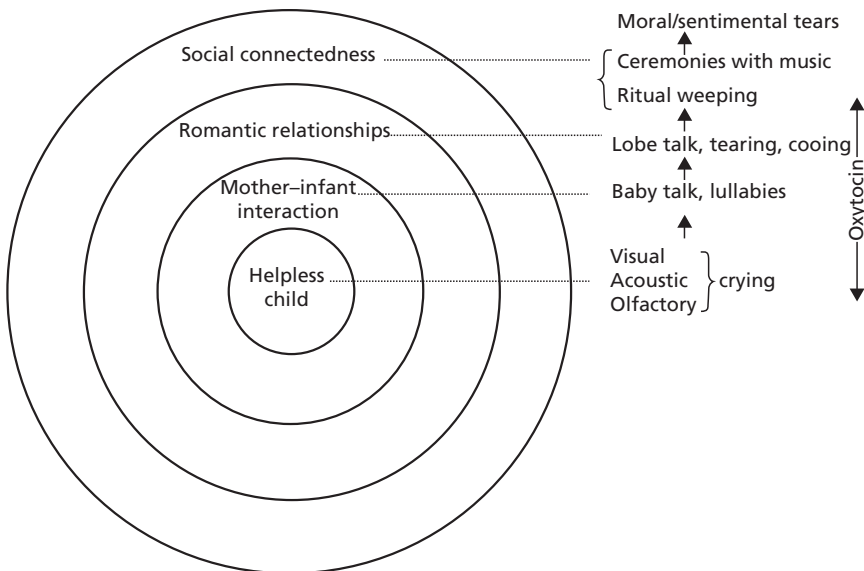 Moral/sentimental tears
Social connectedness
Ceremonies with music
Ritual weeping
Romantic relationships
Lobe talk, tearing, cooing
Mother–infant
interaction
Baby talk, lullabies
Helpless
child
Visual
Acoustic
Olfactory
crying
Oxytocin